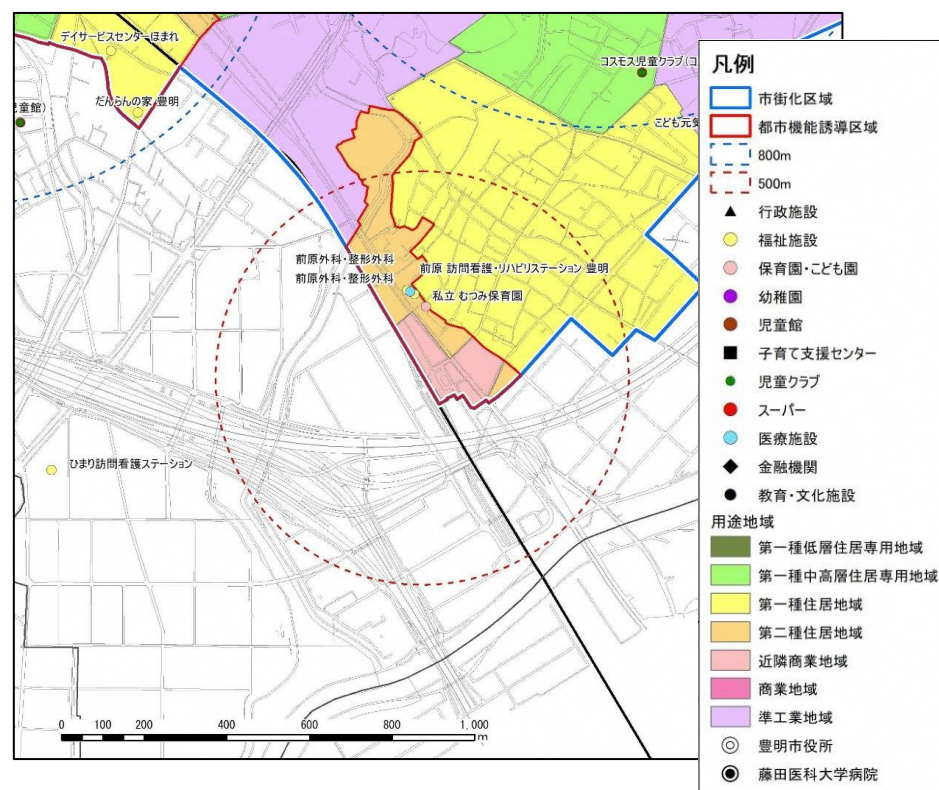 デイサービスセンターほまれ
だんらんの家 豊明
児童館)
コスモス児童クラブ(コ
こども元気
前原外科・整形外科
前原外科・整形外科
前原 訪問看護・リハビリステーション 豊明
私立 むつみ保育園
ひまり訪問看護ステーション
0 100 200 400 600 800 1,000
m
凡例
市街化区域
都市機能誘導区域
800m
500m
行政施設
福祉施設
保育園・こども園
幼稚園
児童館
子育て支援センター
児童クラブ
スーパー
医療施設
金融機関
教育・文化施設
用途地域
第一種低層住居専用地域
第一種中高層住居専用地域
第一種住居地域
第二種住居地域
近隣商業地域
商業地域
準工業地域
豊明市役所
藤田医科大学病院